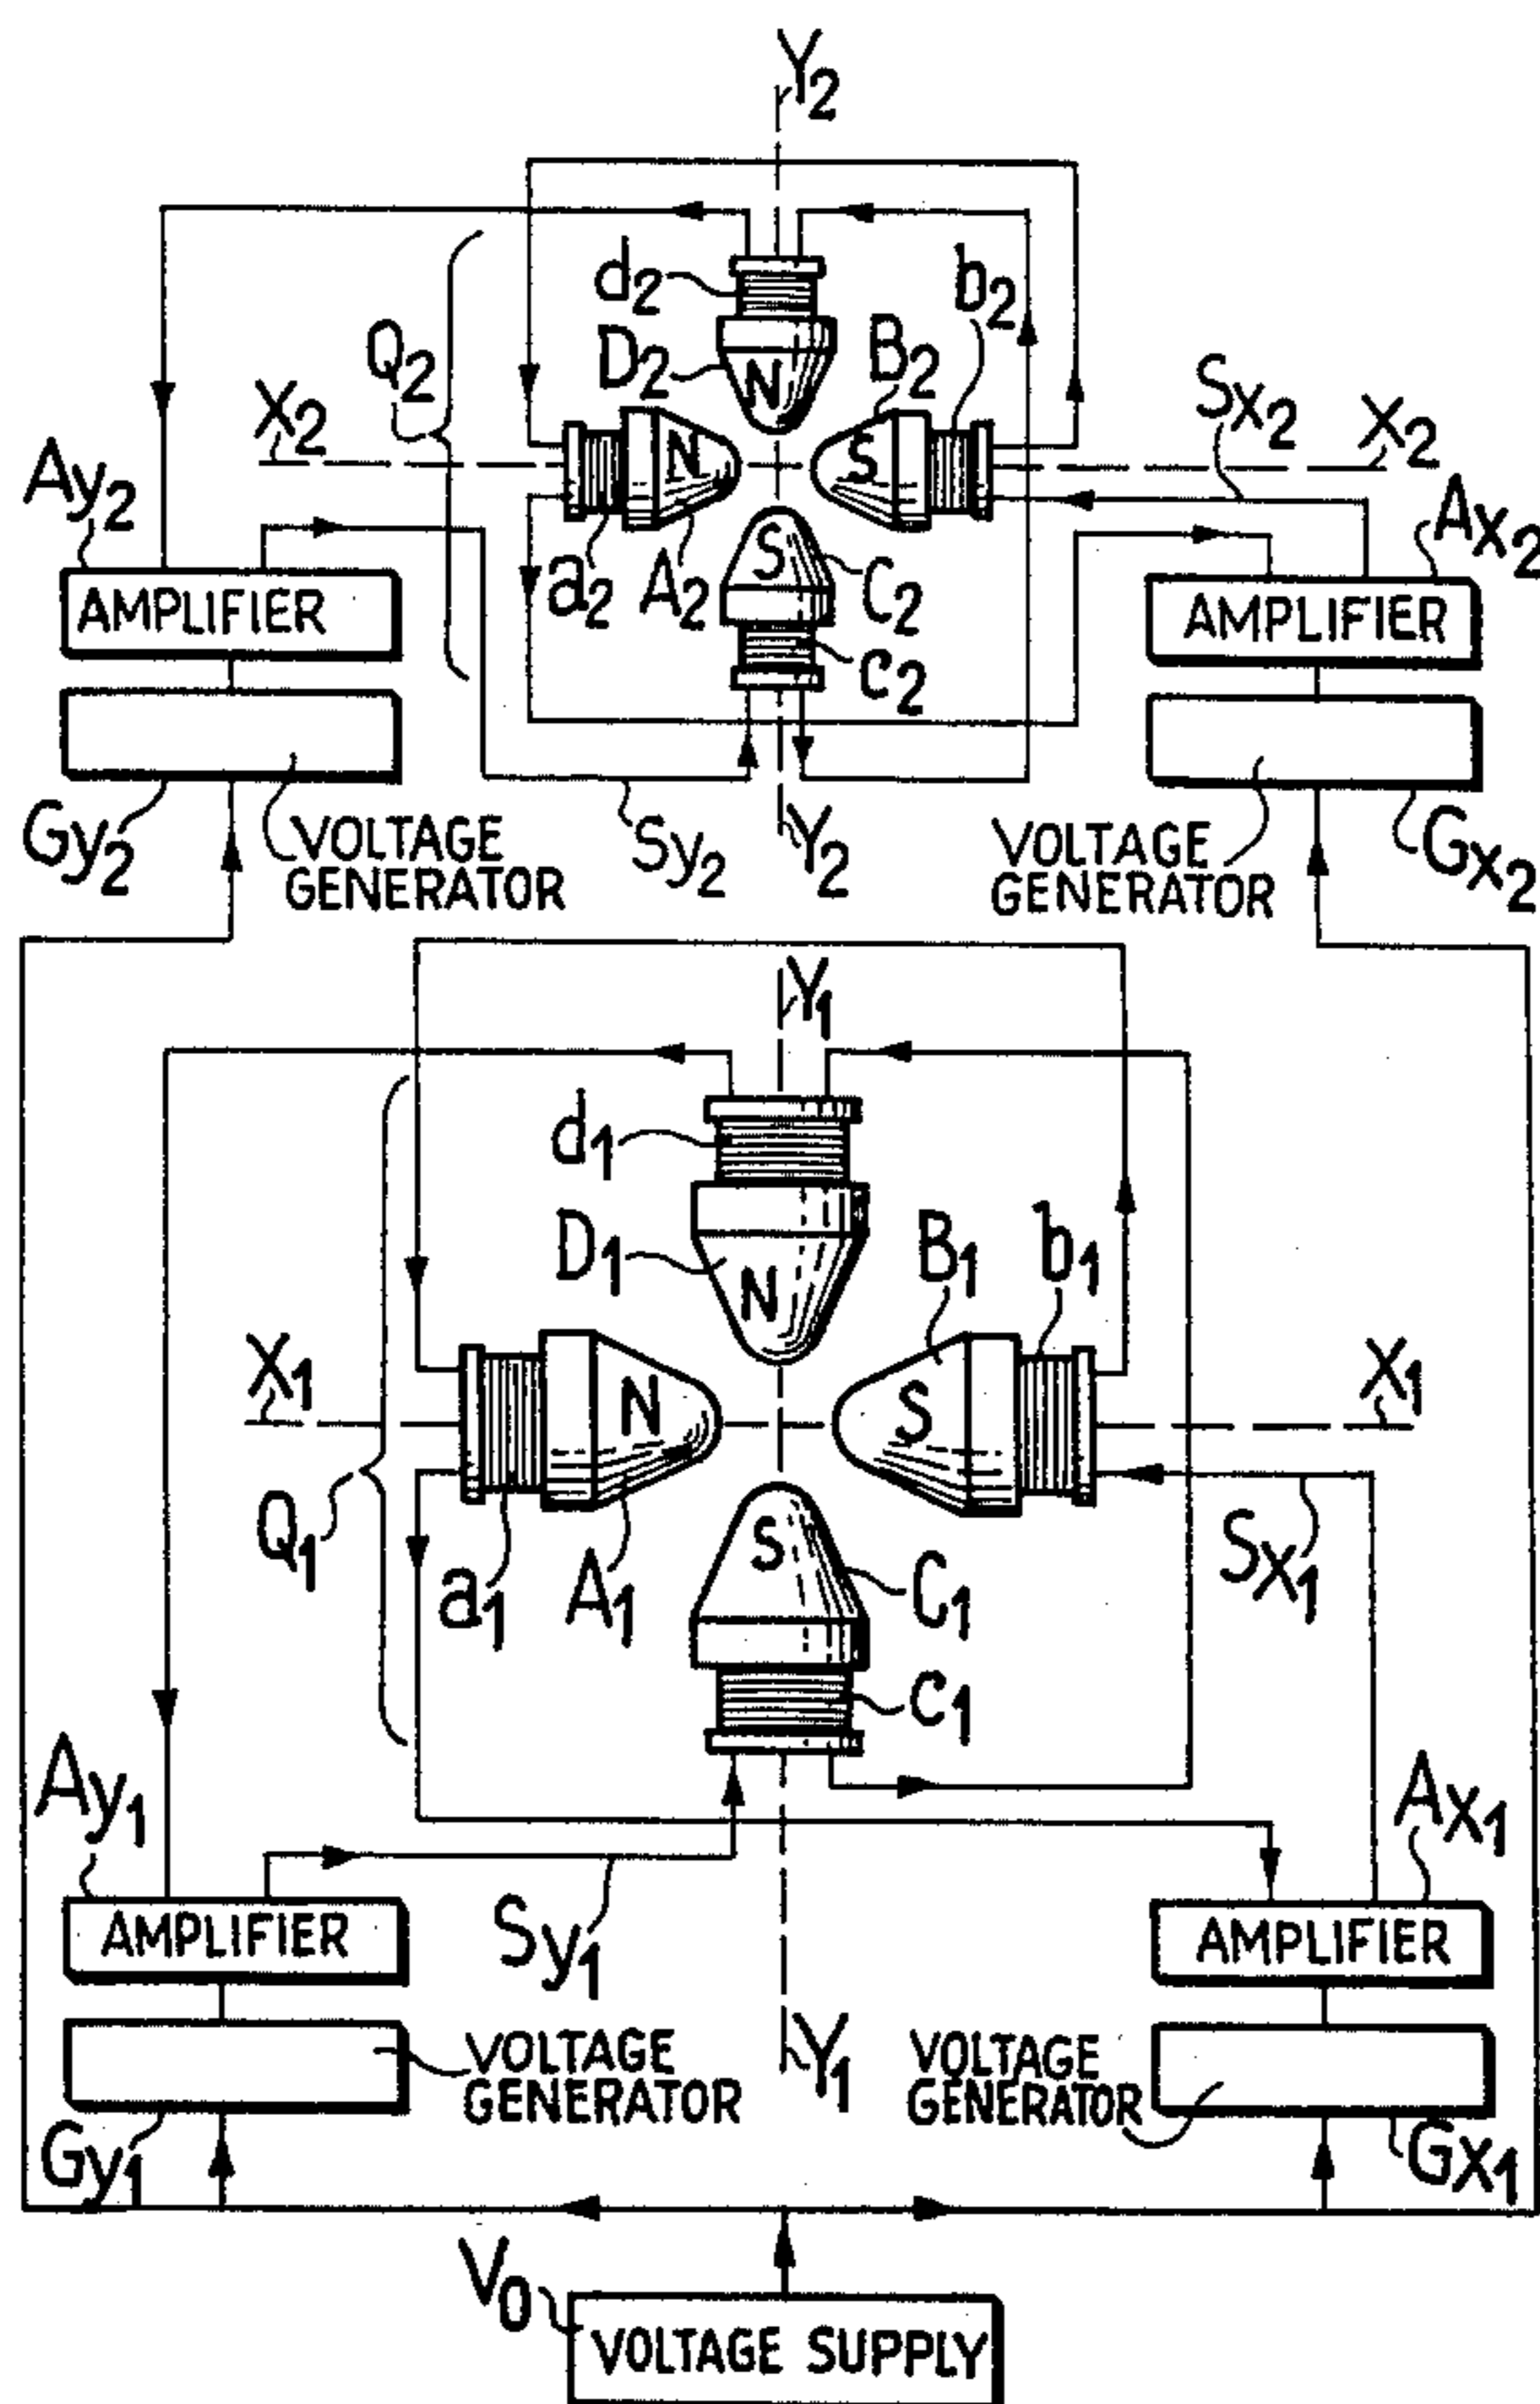 Y2
d2
b2
Q2
D2
B2
N
X2
Sx2
X2
Ay2
N
S
Ax2
S
a2
A2
C2
AMPLIFIER
AMPLIFIER
c2
Gy2
VOLTAGE
GENERATOR
Sy2
Y2
VOLTAGE
GENERATOR
Gx2
Y1
d1
D1
B1
b1
N
X1
X1
N
S
Q1
S
Sx1
a1
A1
C1
c1
Ay1
Ax1
AMPLIFIER
Sy1
AMPLIFIER
VOLTAGE
GENERATOR
Y1
VOLTAGE
GENERATOR
Gy1
Gx1
V0
VOLTAGE SUPPLY